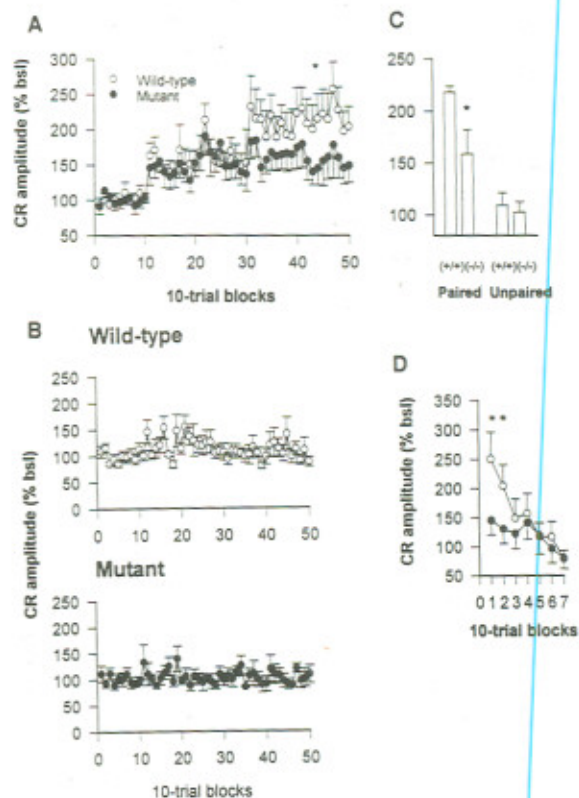 A
CR amplitude (% bsl)
300
250
200
150
100
50
Wild-type
Mutant
*
0 10 20 30 40 50
10-trial blocks
B
Wild-type
CR amplitude (% bsl)
250
200
150
100
50
0
0 10 20 30 40 50
Mutant
250
200
150
100
50
0
0 10 20 30 40 50
10-trial blocks
C
CR amplitude (% bsl)
250
200
150
100
*
(+/+)(-/-) (+/+)(-/-)
Paired Unpaired
D
CR amplitude (% bsl)
350
300
250
200
150
100
50
* *
0 1 2 3 4 5 6 7
10-trial blocks